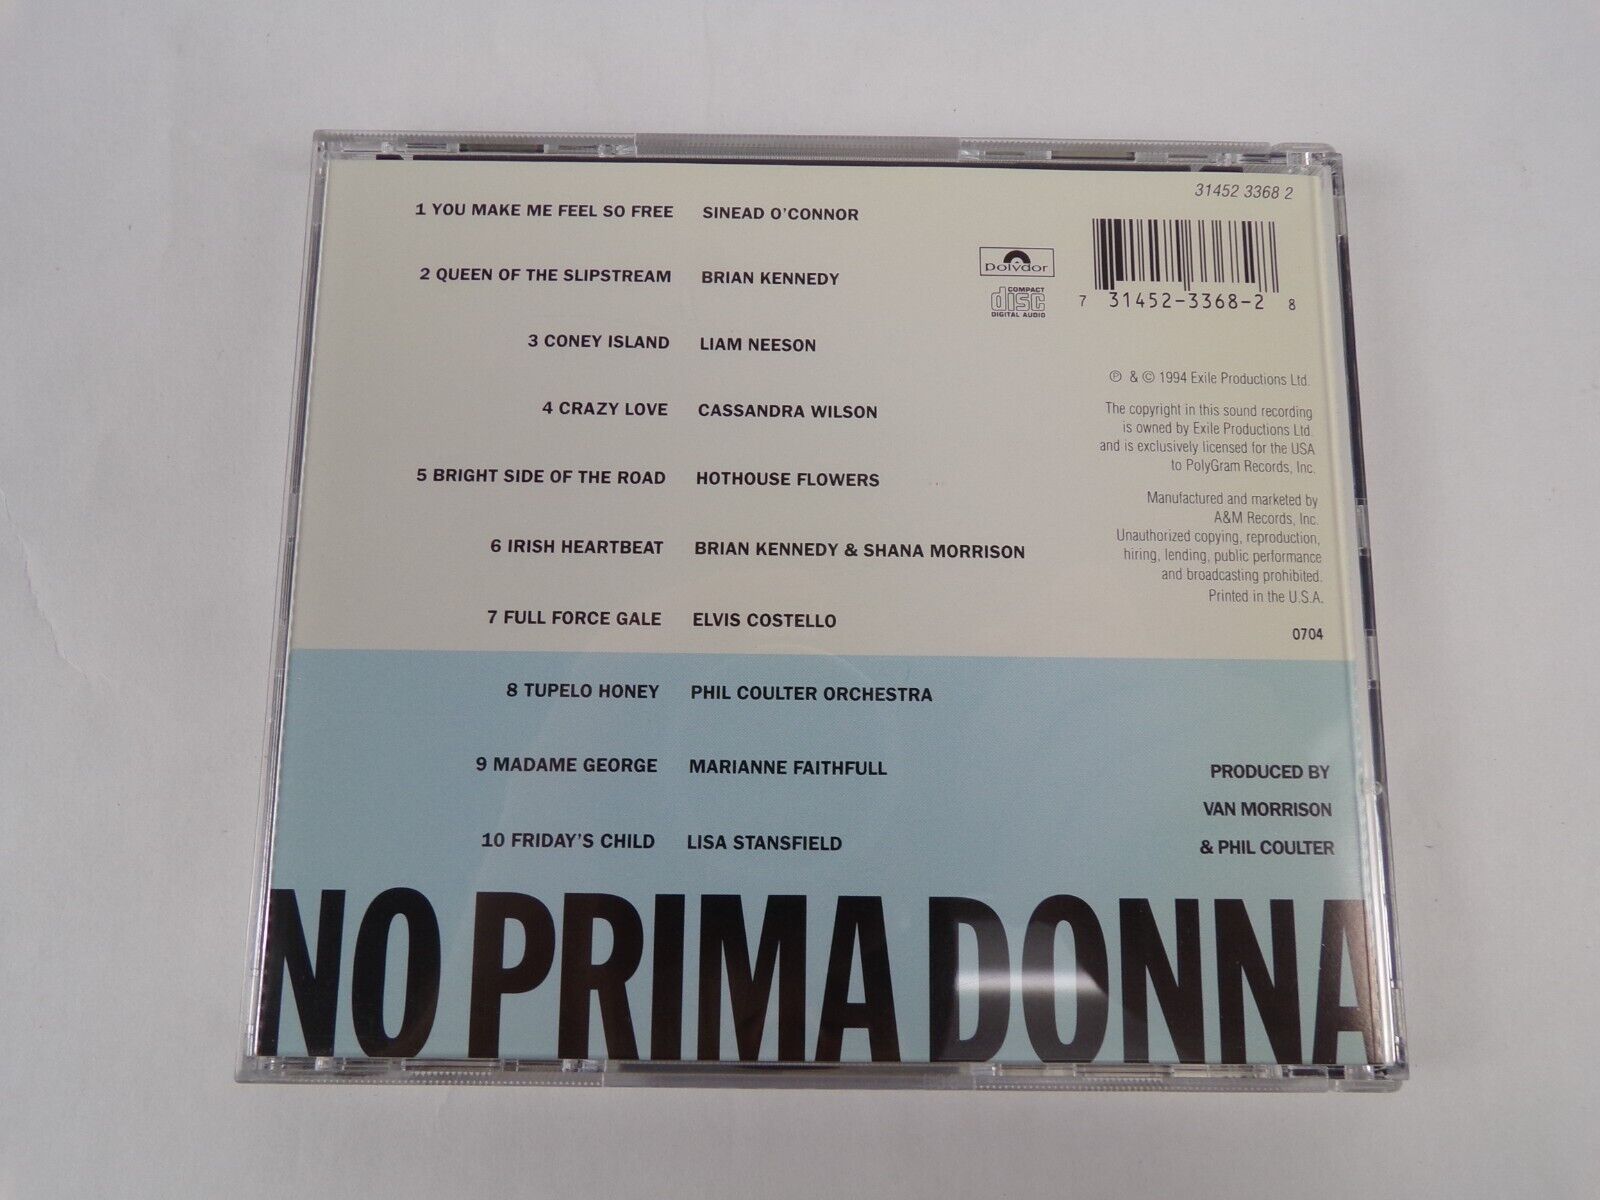 31452 3368 2
1 YOU MAKE ME FEEL SO FREE SINEAD O'CONNOR
2 QUEEN OF THE SLIPSTREAM BRIAN KENNEDY
3 CONEY ISLAND LIAM NEESON
4 CRAZY LOVE CASSANDRA WILSON
5 BRIGHT SIDE OF THE ROAD HOTHOUSE FLOWERS
6 IRISH HEARTBEAT BRIAN KENNEDY & SHANA MORRISON
7 FULL FORCE GALE ELVIS COSTELLO
8 TUPELO HONEY PHIL COULTER ORCHESTRA
9 MADAME GEORGE MARIANNE FAITHFULL
10 FRIDAY'S CHILD LISA STANSFIELD
polydor
COMPACT
disc
DIGITAL AUDIO
7 31452-3368-2 8
℗ & © 1994 Exile Productions Ltd.
The copyright in this sound recording
is owned by Exile Productions Ltd.
and is exclusively licensed for the USA
to PolyGram Records, Inc.
Manufactured and marketed by
A&M Records, Inc.
Unauthorized copying, reproduction,
hiring, lending, public performance
and broadcasting prohibited.
Printed in the U.S.A.
0704
PRODUCED BY
VAN MORRISON
& PHIL COULTER
NO PRIMA DONNA